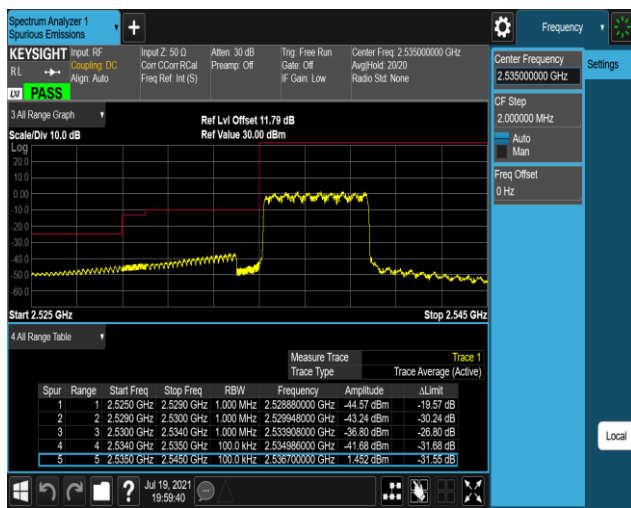 Spectrum Analyzer 1
Spurious Emissions
Frequency
KEYSIGHT Input: RF Input Z: 50 Ω Atten: 30 dB Trig: Free Run Center Freq: 2.535000000 GHz
RL Coupling: DC Corr CCorr RCal Preamp: Off Gate: Off Avg|Hold: 20/20
Align: Auto Freq Ref: Int (S) IF Gain: Low Radio Std: None
LXI PASS
Center Frequency
2.535000000 GHz
Settings
CF Step
2.000000 MHz
Auto
Man
Freq Offset
0 Hz
3 All Range Graph
Ref Lvl Offset 11.79 dB
Scale/Div 10.0 dB Ref Value 30.00 dBm
Log
20.0
10.0
0.00
-10.0
-20.0
-30.0
-40.0
-50.0
-60.0
Start 2.525 GHz Stop 2.545 GHz
4 All Range Table
Measure Trace Trace 1
Trace Type Trace Average (Active)
Spur Range Start Freq Stop Freq RBW Frequency Amplitude ΔLimit
1 1 2.5250 GHz 2.5290 GHz 1.000 MHz 2.528880000 GHz -44.57 dBm -19.57 dB
2 2 2.5290 GHz 2.5300 GHz 1.000 MHz 2.529948000 GHz -43.24 dBm -30.24 dB
3 3 2.5300 GHz 2.5340 GHz 1.000 MHz 2.533908000 GHz -36.80 dBm -26.80 dB
4 4 2.5340 GHz 2.5350 GHz 100.0 kHz 2.534986000 GHz -41.68 dBm -31.68 dB
5 5 2.5350 GHz 2.5450 GHz 100.0 kHz 2.536700000 GHz 1.452 dBm -31.55 dB
Local
? Jul 19, 2021
19:59:40